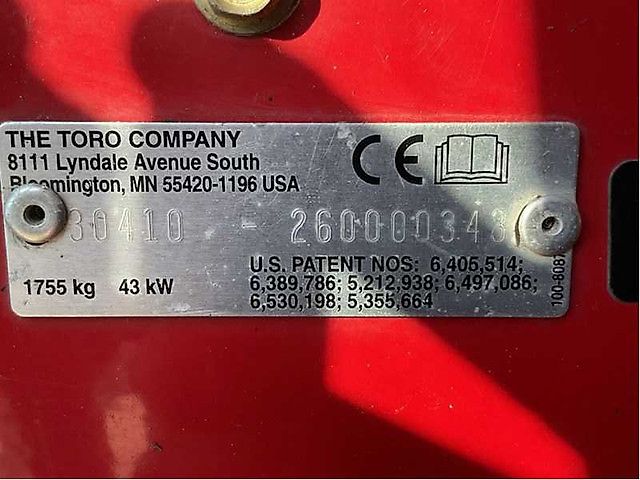 THE TORO COMPANY
8111 Lyndale Avenue South
Bloomington, MN 55420-1196 USA
CE
30410 - 260000343
1755 kg 43 kW
U.S. PATENT NOS: 6,405,514;
6,389,786; 5,212,938; 6,497,086;
6,530,198; 5,355,664
100-8087